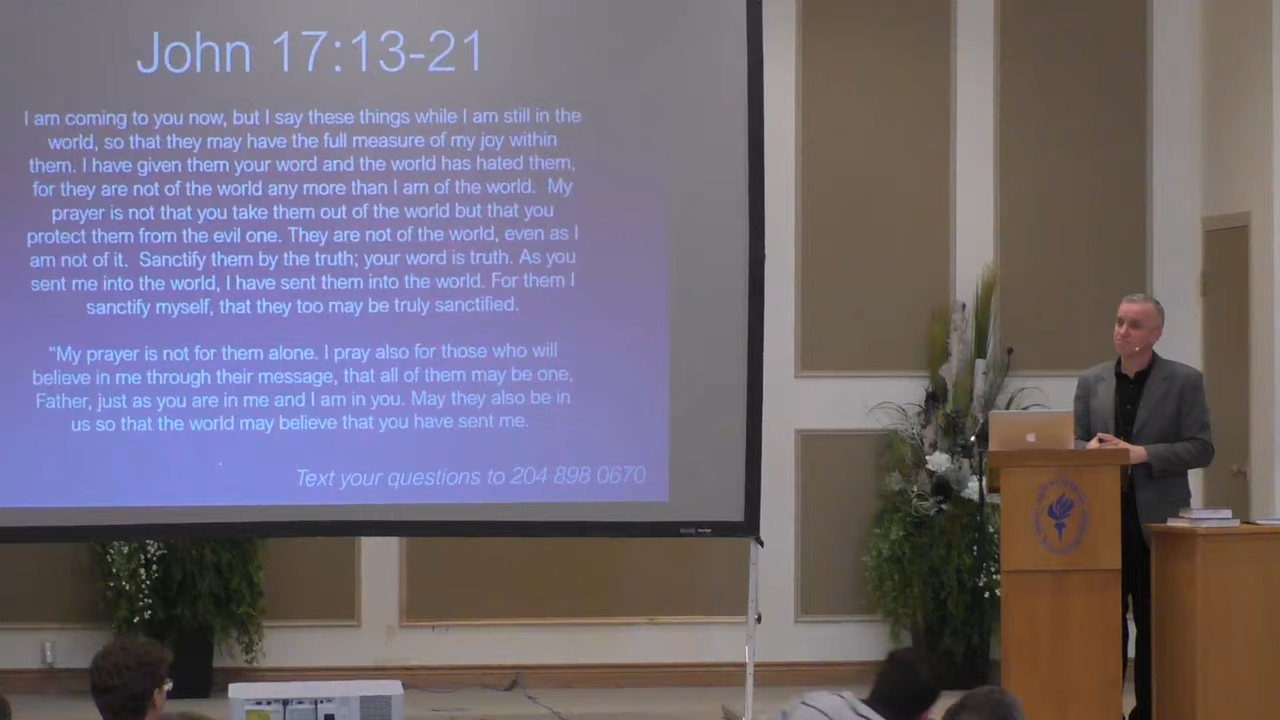 John 17:13-21
I am coming to you now, but I say these things while I am still in the
world, so that they may have the full measure of my joy within
them. I have given them your word and the world has hated them,
for they are not of the world any more than I am of the world.  My
prayer is not that you take them out of the world but that you
protect them from the evil one. They are not of the world, even as I
am not of it.  Sanctify them by the truth; your word is truth. As you
sent me into the world, I have sent them into the world. For them I
sanctify myself, that they too may be truly sanctified.
“My prayer is not for them alone. I pray also for those who will
believe in me through their message, that all of them may be one,
Father, just as you are in me and I am in you. May they also be in
us so that the world may believe that you have sent me.
Text your questions to 204 898 0670